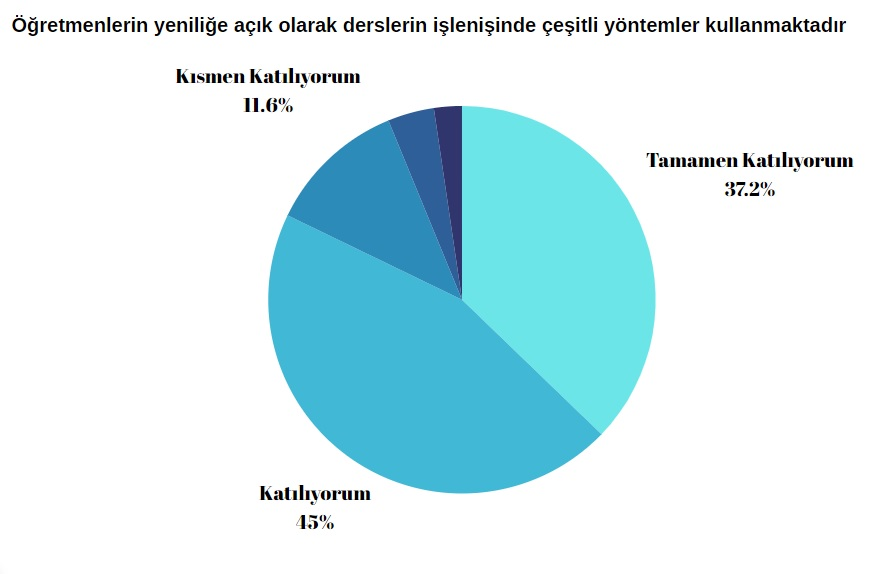 Öğretmenlerin yeniliğe açık olarak derslerin işlenişinde çeşitli yöntemler kullanmaktadır
Kısmen Katılıyorum
11.6%
Tamamen Katılıyorum
37.2%
Katılıyorum
45%